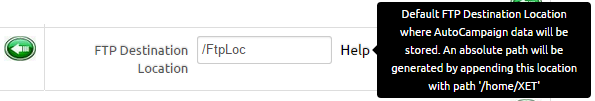 FTP Destination
Location
/FtpLoc
Help
Default FTP Destination Location
where AutoCampaign data will be
stored. An absolute path will be
generated by appending this location
with path '/home/XET'